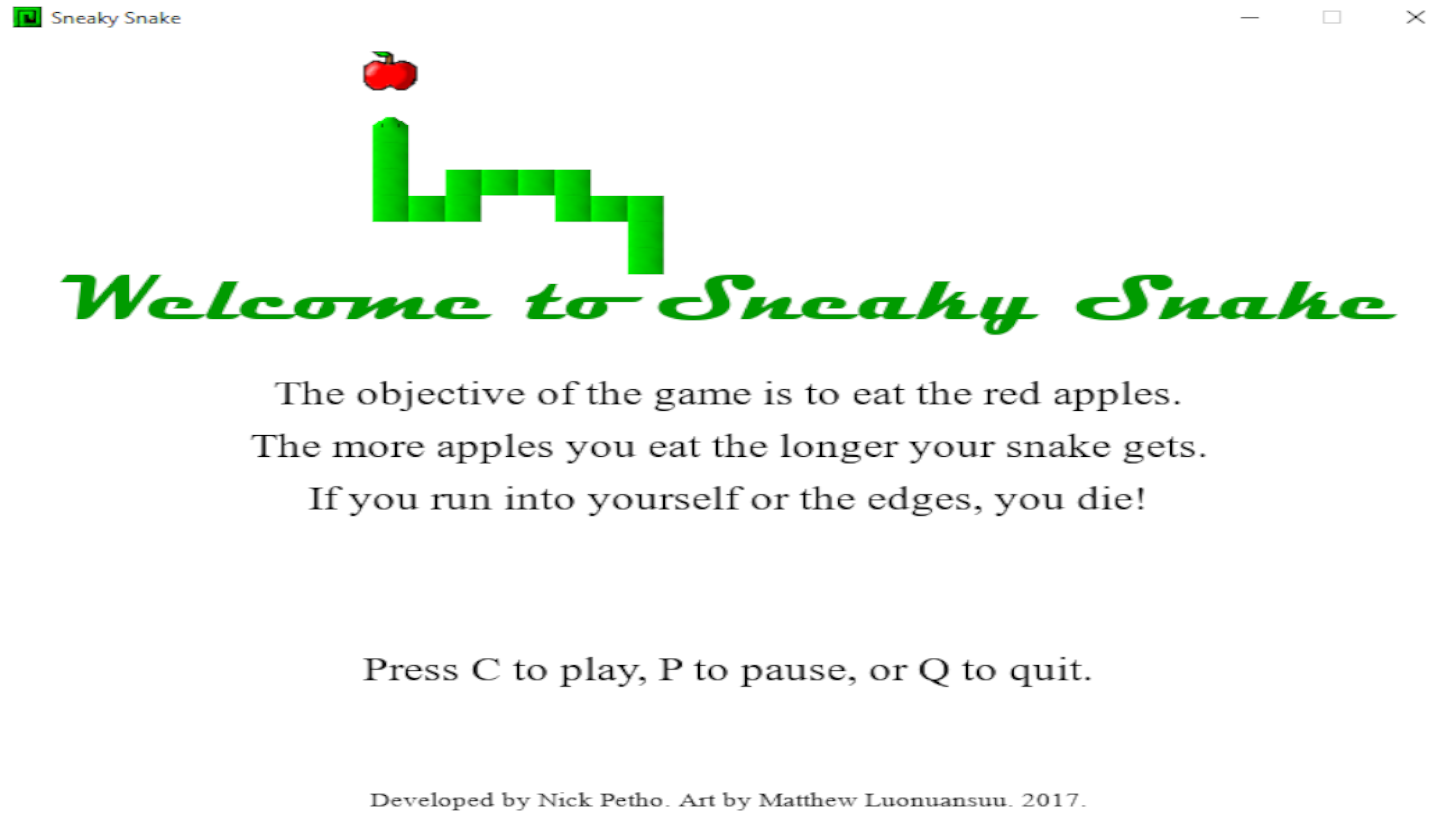 Sneaky Snake
Welcome to Sneaky Snake
The objective of the game is to eat the red apples.
The more apples you eat the longer your snake gets.
If you run into yourself or the edges, you die!
Press C to play, P to pause, or Q to quit.
Developed by Nick Petho. Art by Matthew Luonuansuu. 2017.